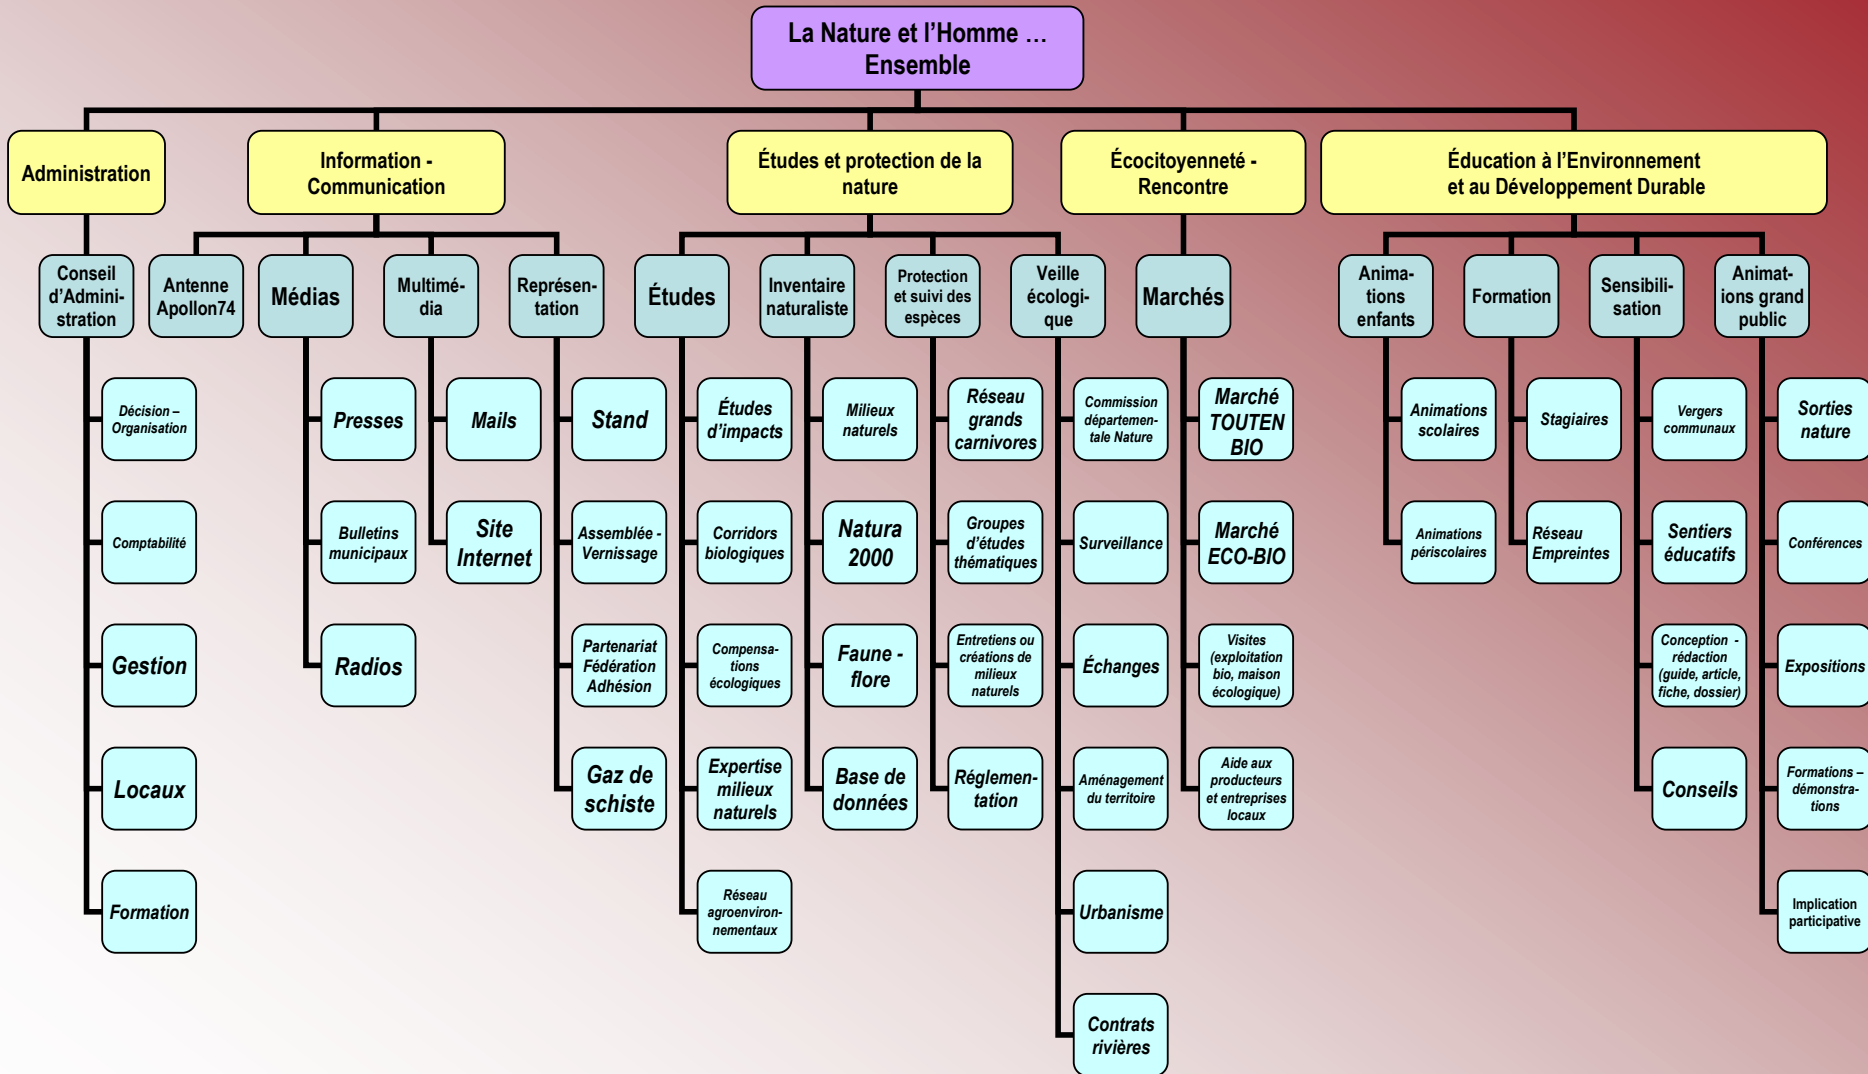 La Nature et l’Homme …
Ensemble
Administration
Information -
Communication
Études et protection de la
nature
Écocitoyenneté -
Rencontre
Éducation à l’Environnement
et au Développement Durable
Conseil
d’Admini-
stration
Antenne
Apollon74
Médias
Multimé-
dia
Représen-
tation
Études
Inventaire
naturaliste
Protection
et suivi des
espèces
Veille
écologi-
que
Marchés
Anima-
tions
enfants
Formation
Sensibili-
sation
Animat-
ions grand
public
Décision –
Organisation
Presses
Mails
Stand
Études
d’impacts
Milieux
naturels
Réseau
grands
carnivores
Commission
départemen-
tale Nature
Marché
TOUTEN
BIO
Animations
scolaires
Stagiaires
Vergers
communaux
Sorties
nature
Comptabilité
Bulletins
municipaux
Site
Internet
Assemblée -
Vernissage
Corridors
biologiques
Natura
2000
Groupes
d’études
thématiques
Surveillance
Marché
ECO-BIO
Animations
périscolaires
Réseau
Empreintes
Sentiers
éducatifs
Conférences
Gestion
Radios
Partenariat
Fédération
Adhésion
Compensa-
tions
écologiques
Faune -
flore
Entretiens ou
créations de
milieux
naturels
Échanges
Visites
(exploitation
bio, maison
écologique)
Conception -
rédaction
(guide, article,
fiche, dossier)
Expositions
Locaux
Gaz de
schiste
Expertise
milieux
naturels
Base de
données
Réglemen-
tation
Aménagement
du territoire
Aide aux
producteurs
et entreprises
locaux
Conseils
Formations –
démonstra-
tions
Formation
Réseau
agroenviron-
nementaux
Urbanisme
Implication
participative
Contrats
rivières